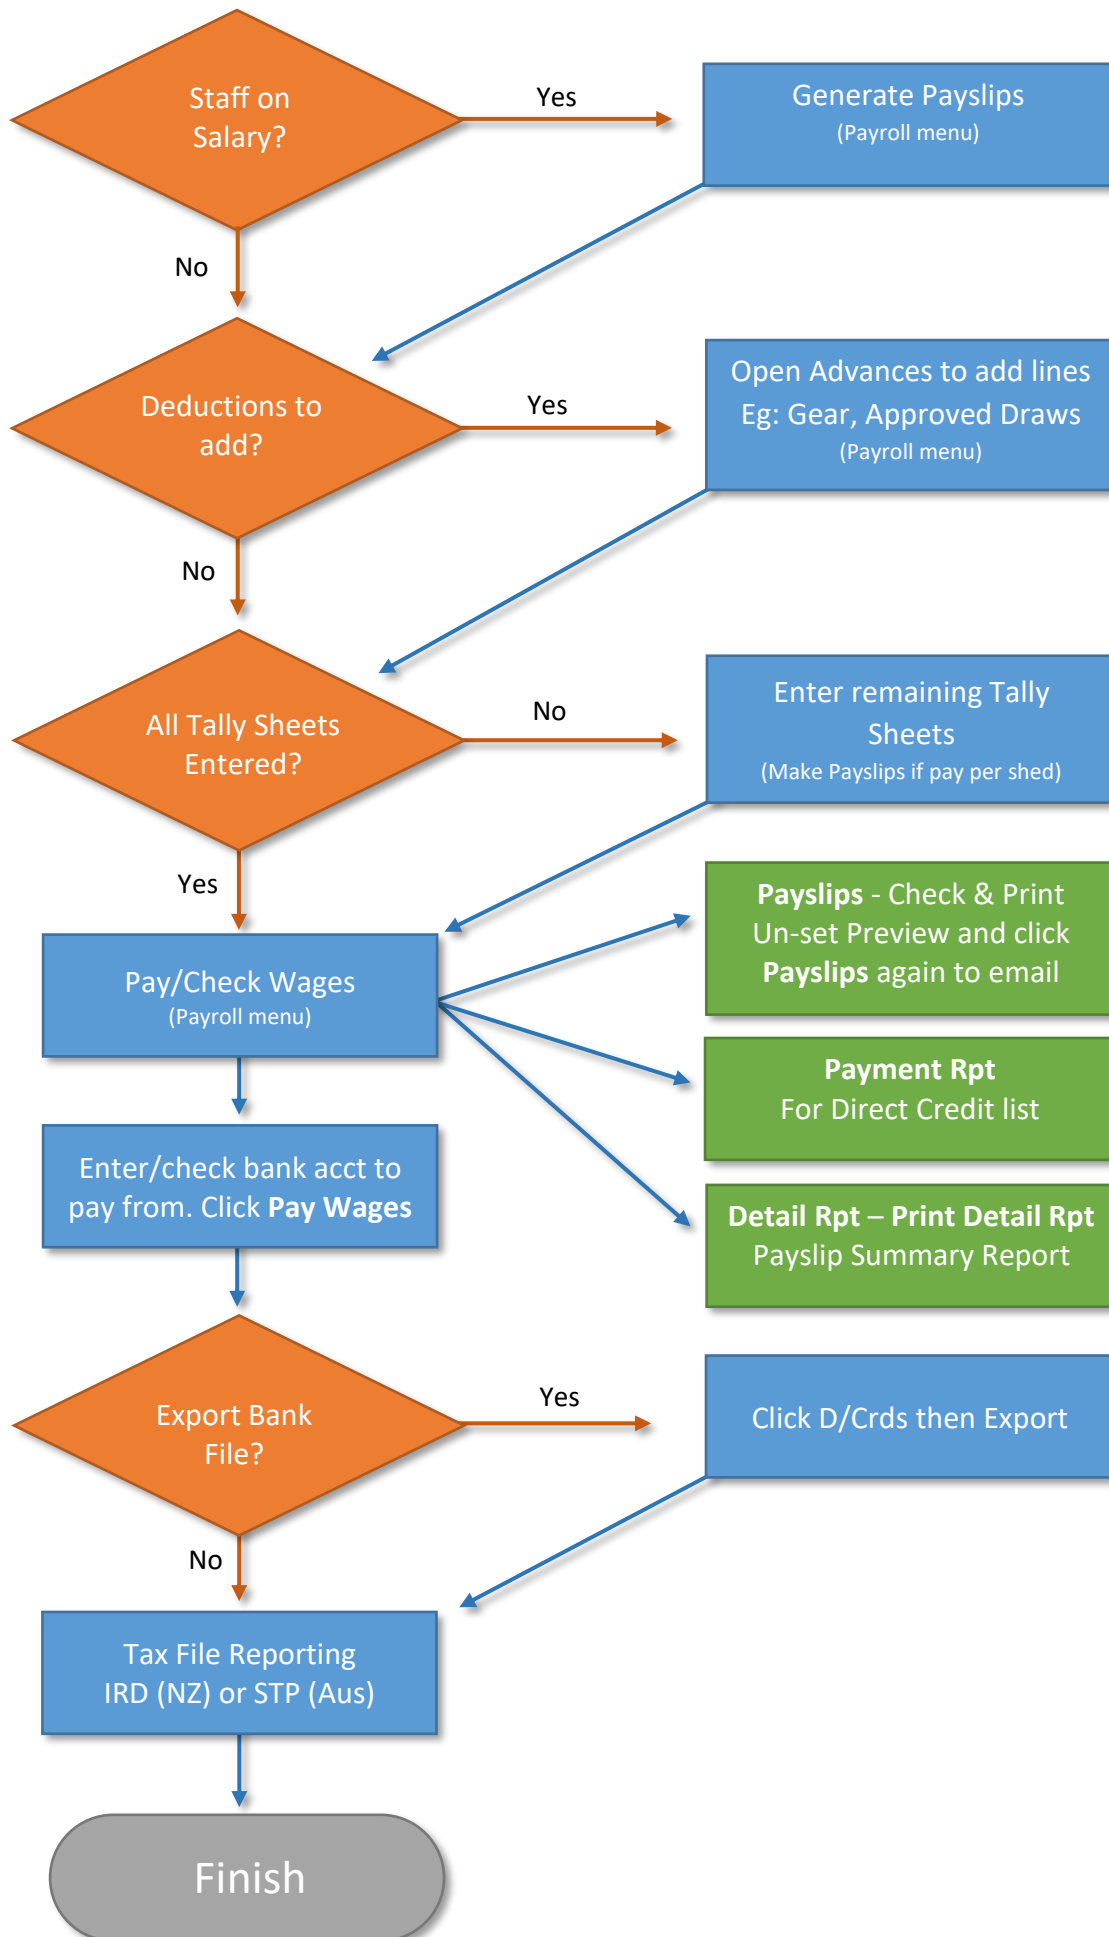 Staff on
Salary?
Yes
Generate Payslips
(Payroll menu)
No
Deductions to
add?
Yes
Open Advances to add lines
Eg: Gear, Approved Draws
(Payroll menu)
No
All Tally Sheets
Entered?
No
Enter remaining Tally
Sheets
(Make Payslips if pay per shed)
Yes
Pay/Check Wages
(Payroll menu)
Payslips - Check & Print
Un-set Preview and click
Payslips again to email
Payment Rpt
For Direct Credit list
Enter/check bank acct to
pay from. Click Pay Wages
Detail Rpt – Print Detail Rpt
Payslip Summary Report
Export Bank
File?
Yes
Click D/Crds then Export
No
Tax File Reporting
IRD (NZ) or STP (Aus)
Finish